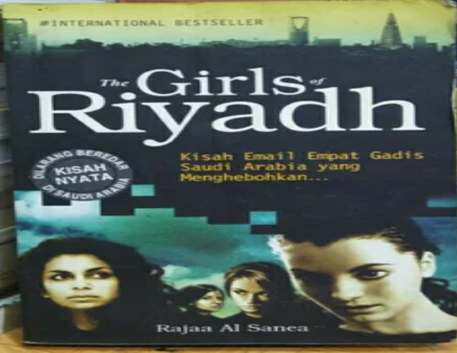 #INTERNATIONAL BESTSELLER
The Girls of
Riyadh
Kisah Email Empat Gadis
Saudi Arabia yang
Menghebohkan...
DILARANG BEREDAR
KISAH
NYATA
DI SAUDI ARABIA
Rajaa Al Sanea